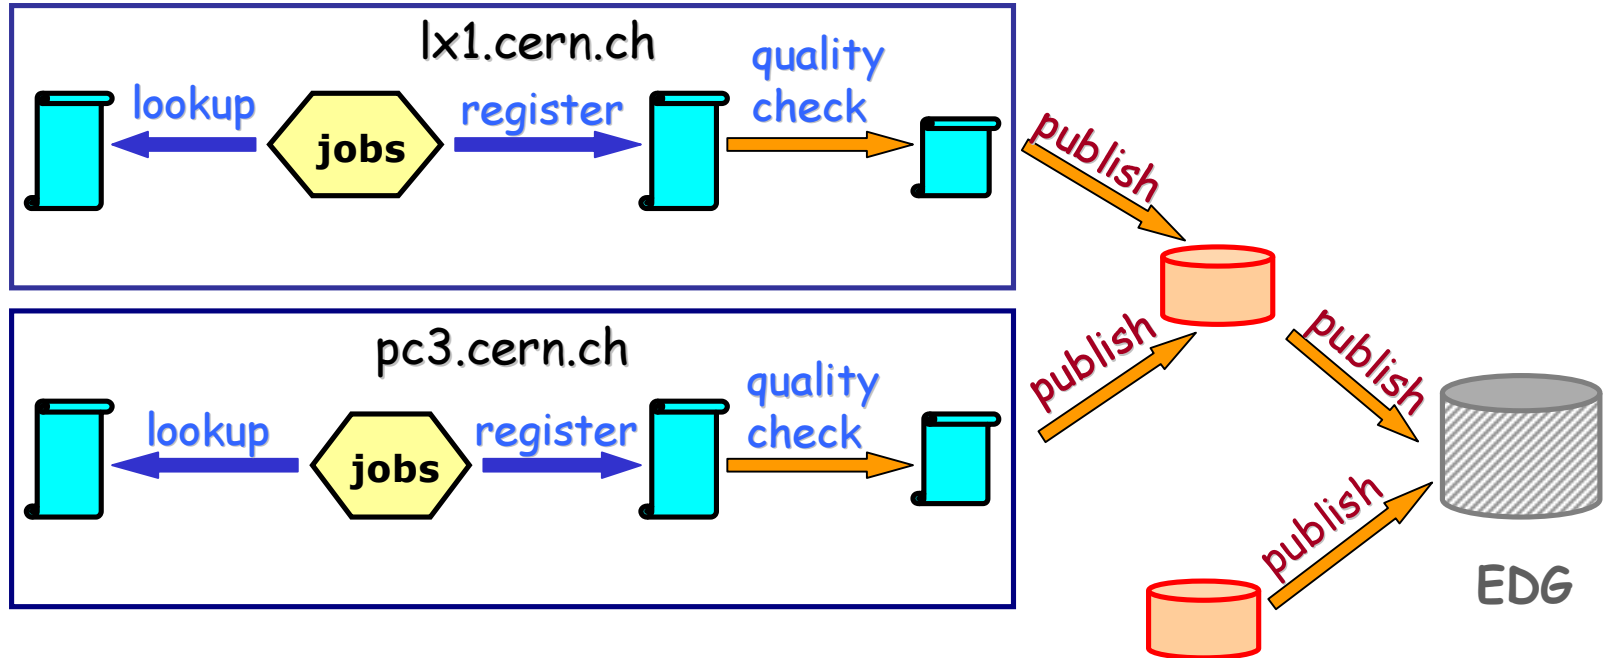 lx1.cern.ch
quality
check
lookup
jobs
register
publish
pc3.cern.ch
quality
check
lookup
jobs
register
publish
publish
publish
EDG